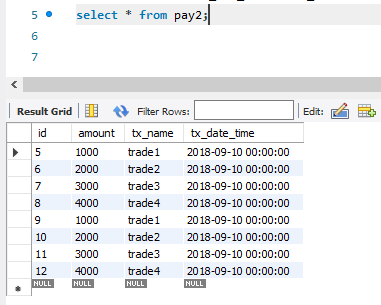 5 select * from pay2;
6
7
Result Grid Filter Rows: Edit:
id amount tx_name tx_date_time
5 1000 trade1 2018-09-10 00:00:00
6 2000 trade2 2018-09-10 00:00:00
7 3000 trade3 2018-09-10 00:00:00
8 4000 trade4 2018-09-10 00:00:00
9 1000 trade1 2018-09-10 00:00:00
10 2000 trade2 2018-09-10 00:00:00
11 3000 trade3 2018-09-10 00:00:00
12 4000 trade4 2018-09-10 00:00:00
NULL NULL NULL NULL